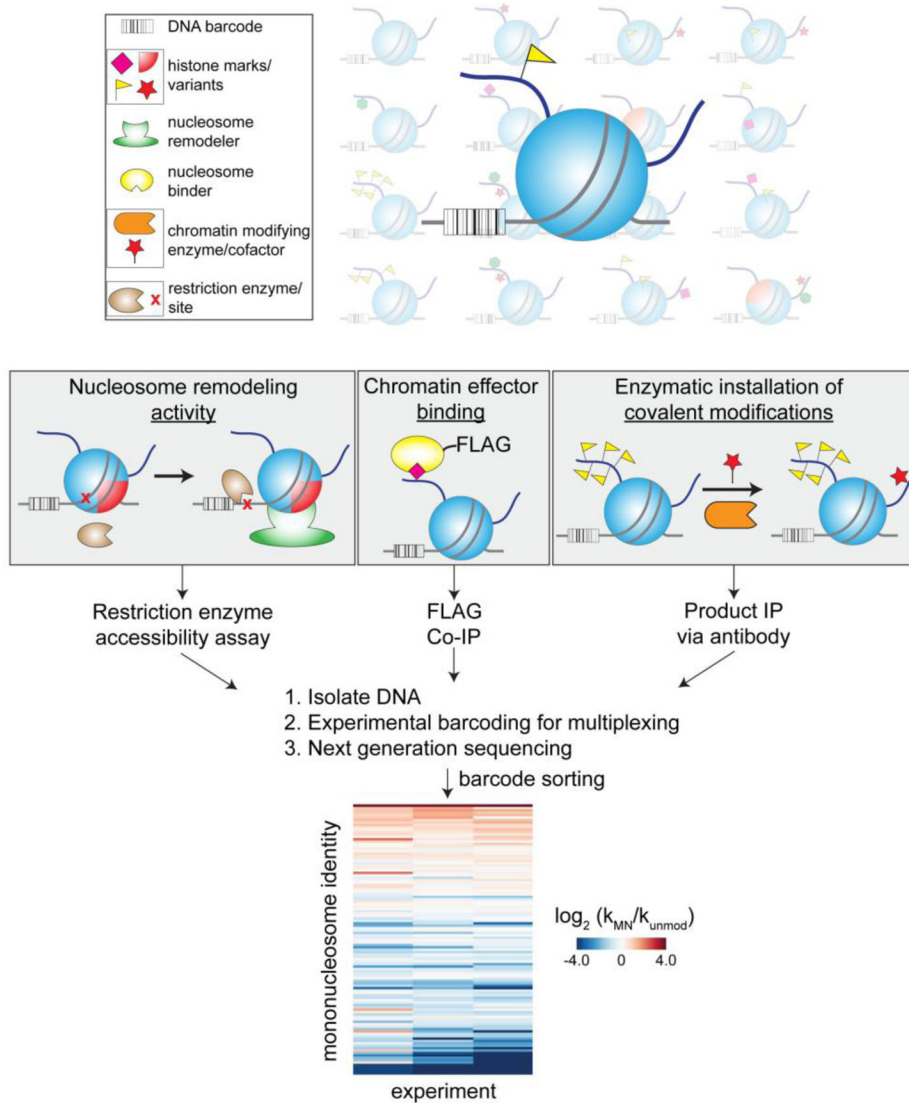 DNA barcode
histone marks/
variants
nucleosome
remodeler
nucleosome
binder
chromatin modifying
enzyme/cofactor
restriction enzyme/
site
x
Nucleosome remodeling
activity
x
x
Chromatin effector
binding
FLAG
Enzymatic installation of
covalent modifications
Restriction enzyme
accessibility assay
FLAG
Co-IP
Product IP
via antibody
1. Isolate DNA
2. Experimental barcoding for multiplexing
3. Next generation sequencing
barcode sorting
mononucleosome identity
log2 (kMN/kunmod)
-4.0 0 4.0
experiment